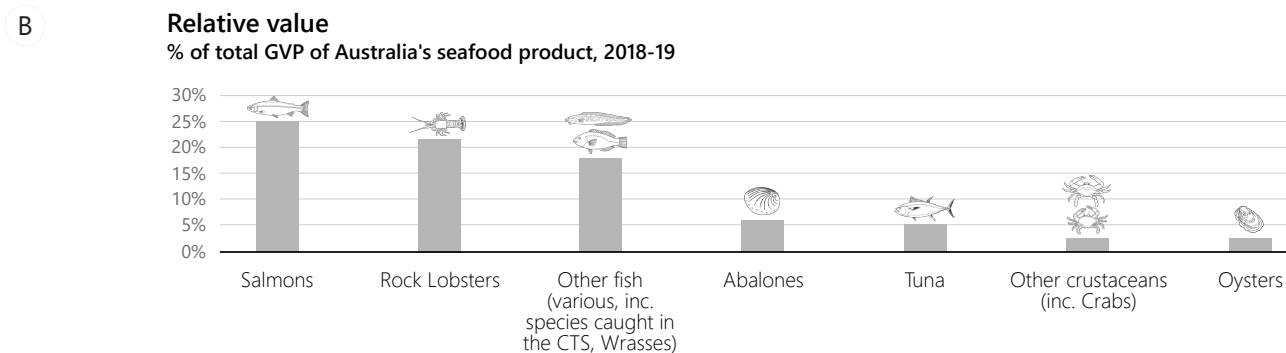 B
Relative value
% of total GVP of Australia's seafood product, 2018-19
30%
25%
20%
15%
10%
5%
0%
Salmons
Rock Lobsters
Other fish
(various, inc.
species caught in
the CTS, Wrasses)
Abalones
Tuna
Other crustaceans
(inc. Crabs)
Oysters